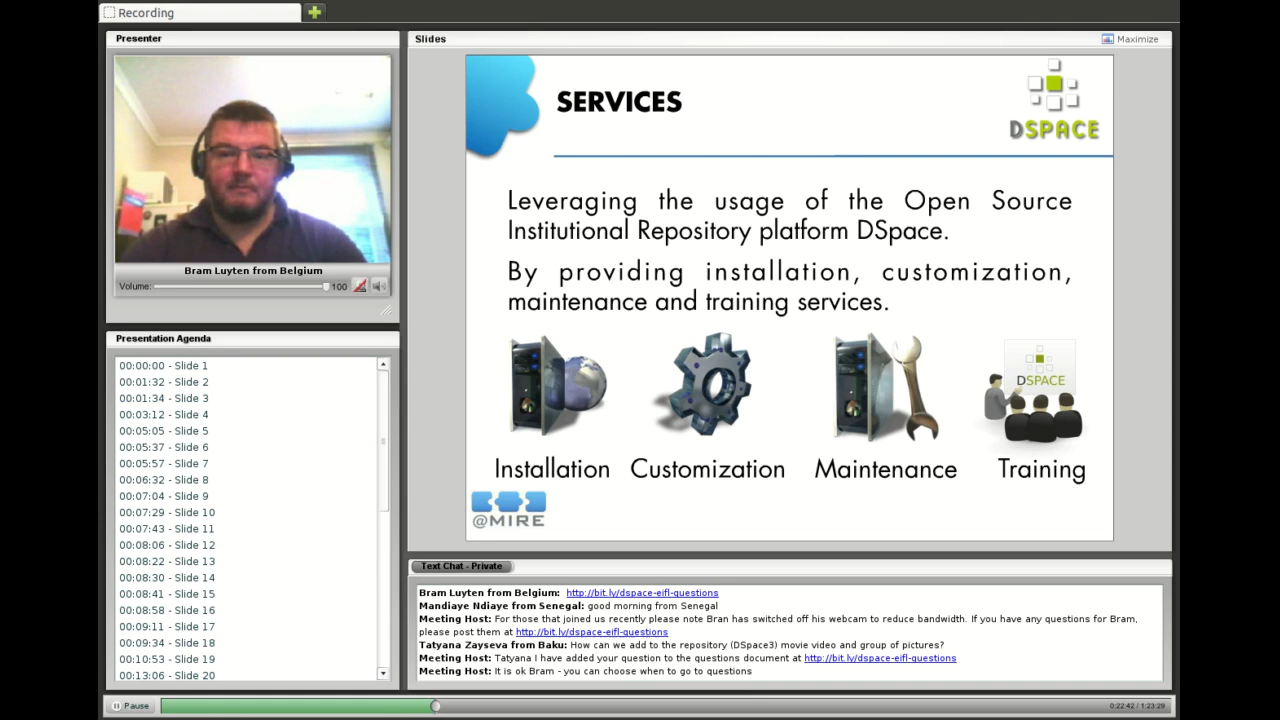 Recording
Presenter
Bram Luyten from Belgium
Volume: 100
Presentation Agenda
00:00:00 - Slide 1
00:01:32 - Slide 2
00:01:34 - Slide 3
00:03:12 - Slide 4
00:05:05 - Slide 5
00:05:37 - Slide 6
00:05:57 - Slide 7
00:06:32 - Slide 8
00:07:04 - Slide 9
00:07:29 - Slide 10
00:07:43 - Slide 11
00:08:06 - Slide 12
00:08:22 - Slide 13
00:08:30 - Slide 14
00:08:41 - Slide 15
00:08:58 - Slide 16
00:09:11 - Slide 17
00:09:34 - Slide 18
00:10:53 - Slide 19
00:13:06 - Slide 20
Slides
Maximize
SERVICES
DSPACE
Leveraging the usage of the Open Source
Institutional Repository platform DSpace.
By providing installation, customization,
maintenance and training services.
DSPACE
Installation Customization Maintenance Training
@MIRE
Text Chat - Private
Bram Luyten from Belgium: http://bit.ly/dspace-eifl-questions
Mandiaye Ndiaye from Senegal: good morning from Senegal
Meeting Host: For those that joined us recently please note Bran has switched off his webcam to reduce bandwidth. If you have any questions for Bram,
please post them at http://bit.ly/dspace-eifl-questions
Tatyana Zayseva from Baku: How can we add to the repository (DSpace3) movie video and group of pictures?
Meeting Host: Tatyana I have added your question to the questions document at http://bit.ly/dspace-eifl-questions
Meeting Host: It is ok Bram - you can choose when to go to questions
Pause
0:22:42 / 1:23:29